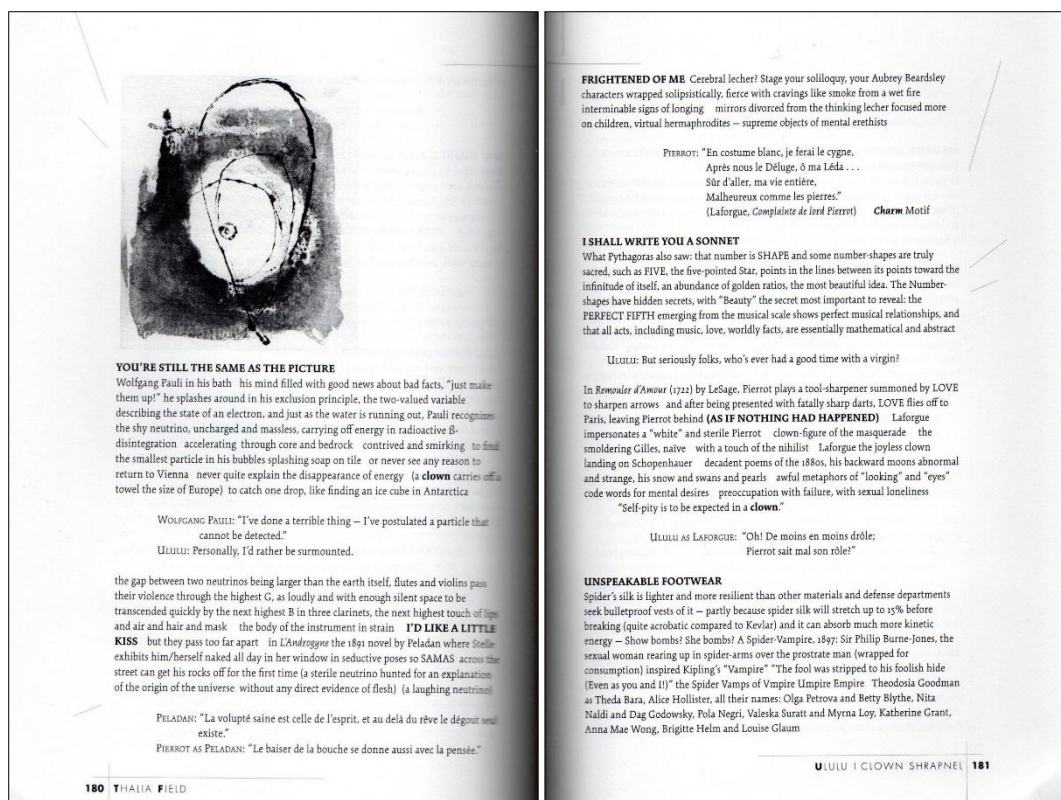 YOU'RE STILL THE SAME AS THE PICTURE
Wolfgang Pauli in his bath his mind filled with good news about bad facts, "just make
them up!" he splashes around in his exclusion principle, the two-valued variable
describing the state of an electron, and just as the water is running out, Pauli recognizes
the shy neutrino, uncharged and massless, carrying off energy in radioactive ß-
disintegration accelerating through core and bedrock contrived and smirking to find
the smallest particle in his bubbles splashing soap on tile or never see any reason to
return to Vienna never quite explain the disappearance of energy (a clown carries off a
towel the size of Europe) to catch one drop, like finding an ice cube in Antarctica
WOLFGANG PAULI: "I've done a terrible thing – I've postulated a particle that
cannot be detected."
ULULU: Personally, I'd rather be surmounted.
the gap between two neutrinos being larger than the earth itself, flutes and violins pass
their violence through the highest G, as loudly and with enough silent space to be
transcended quickly by the next highest B in three clarinets, the next highest touch of lips
and air and hair and mask the body of the instrument in strain I'D LIKE A LITTLE
KISS but they pass too far apart in L'Androgyne the 1891 novel by Peladan where Stelle
exhibits him/herself naked all day in her window in seductive poses so SAMAS across the
street can get his rocks off for the first time (a sterile neutrino hunted for an explanation
of the origin of the universe without any direct evidence of flesh) (a laughing neutrino)
PELADAN: "La volupté saine est celle de l'esprit, et au delà du rêve le dégout seul
existe."
PIERROT AS PELADAN: "Le baiser de la bouche se donne aussi avec la pensée."
180 THALIA FIELD
FRIGHTENED OF ME Cerebral lecher? Stage your soliloquy, your Aubrey Beardsley
characters wrapped solipsistically, fierce with cravings like smoke from a wet fire
interminable signs of longing mirrors divorced from the thinking lecher focused more
on children, virtual hermaphrodites – supreme objects of mental erethists
PIERROT: "En costume blanc, je ferai le cygne,
Après nous le Déluge, ô ma Léda . . .
Sûr d'aller, ma vie entière,
Malheureux comme les pierres."
(Laforgue, Complainte de lord Pierrot) Charm Motif
I SHALL WRITE YOU A SONNET
What Pythagoras also saw: that number is SHAPE and some number-shapes are truly
sacred, such as FIVE, the five-pointed Star, points in the lines between its points toward the
infinitude of itself, an abundance of golden ratios, the most beautiful idea. The Number-
shapes have hidden secrets, with "Beauty" the secret most important to reveal: the
PERFECT FIFTH emerging from the musical scale shows perfect musical relationships, and
that all acts, including music, love, worldly facts, are essentially mathematical and abstract
ULULU: But seriously folks, who's ever had a good time with a virgin?
In Remouler d'Amour (1722) by LeSage, Pierrot plays a tool-sharpener summoned by LOVE
to sharpen arrows and after being presented with fatally sharp darts, LOVE flies off to
Paris, leaving Pierrot behind (AS IF NOTHING HAD HAPPENED) Laforgue
impersonates a "white" and sterile Pierrot clown-figure of the masquerade the
smoldering Gilles, naïve with a touch of the nihilist Laforgue the joyless clown
landing on Schopenhauer decadent poems of the 1880s, his backward moons abnormal
and strange, his snow and swans and pearls awful metaphors of "looking" and "eyes"
code words for mental desires preoccupation with failure, with sexual loneliness
"Self-pity is to be expected in a clown."
ULULU AS LAFORGUE: "Oh! De moins en moins drôle;
Pierrot sait mal son rôle?"
UNSPEAKABLE FOOTWEAR
Spider's silk is lighter and more resilient than other materials and defense departments
seek bulletproof vests of it – partly because spider silk will stretch up to 15% before
breaking (quite acrobatic compared to Kevlar) and it can absorb much more kinetic
energy – Show bombs? She bombs? A Spider-Vampire, 1897: Sir Philip Burne-Jones, the
sexual woman rearing up in spider-arms over the prostrate man (wrapped for
consumption) inspired Kipling's "Vampire" "The fool was stripped to his foolish hide
(Even as you and I!)" the Spider Vamps of Vmpire Umpire Empire Theodosia Goodman
as Theda Bara, Alice Hollister, all their names: Olga Petrova and Betty Blythe, Nita
Naldi and Dag Godowsky, Pola Negri, Valeska Suratt and Myrna Loy, Katherine Grant,
Anna Mae Wong, Brigitte Helm and Louise Glaum
ULULU I CLOWN SHRAPNEL 181